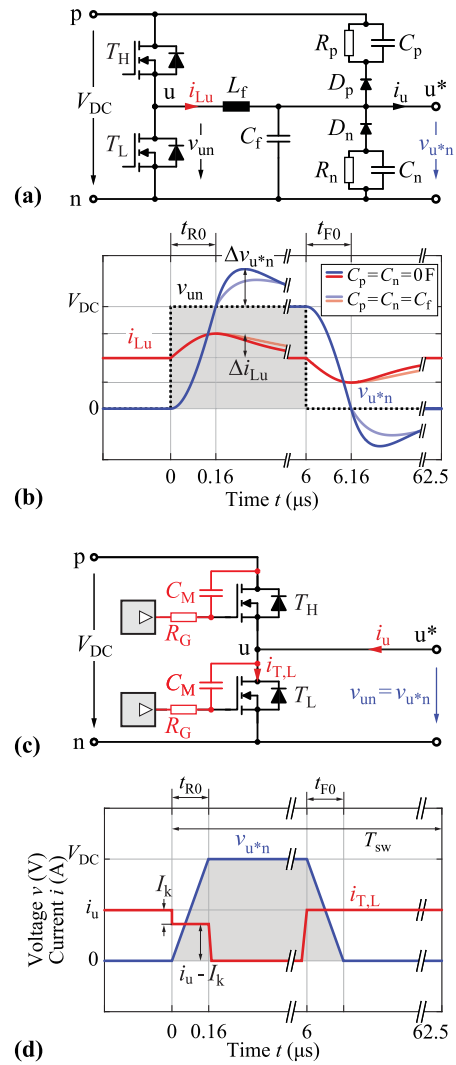 p
T_H
R_p
C_p
D_p
u
i_Lu
L_f
i_u
u*
V_DC
T_L
v_un
C_f
D_n
v_u*n
R_n
C_n
n
(a)
t_R0
t_F0
Δv_u*n
v_un
C_p = C_n = 0 F
C_p = C_n = C_f
V_DC
i_Lu
Δi_Lu
v_u*n
0
0
0.16
6
6.16
62.5
Time t (μs)
(b)
p
C_M
R_G
T_H
V_DC
u
i_u
u*
C_M
i_T,L
R_G
T_L
v_un = v_u*n
n
(c)
t_R0
t_F0
V_DC
v_u*n
T_sw
I_k
i_u
i_T,L
i_u - I_k
0
Voltage v (V)
Current i (A)
0
0.16
6
62.5
Time t (μs)
(d)